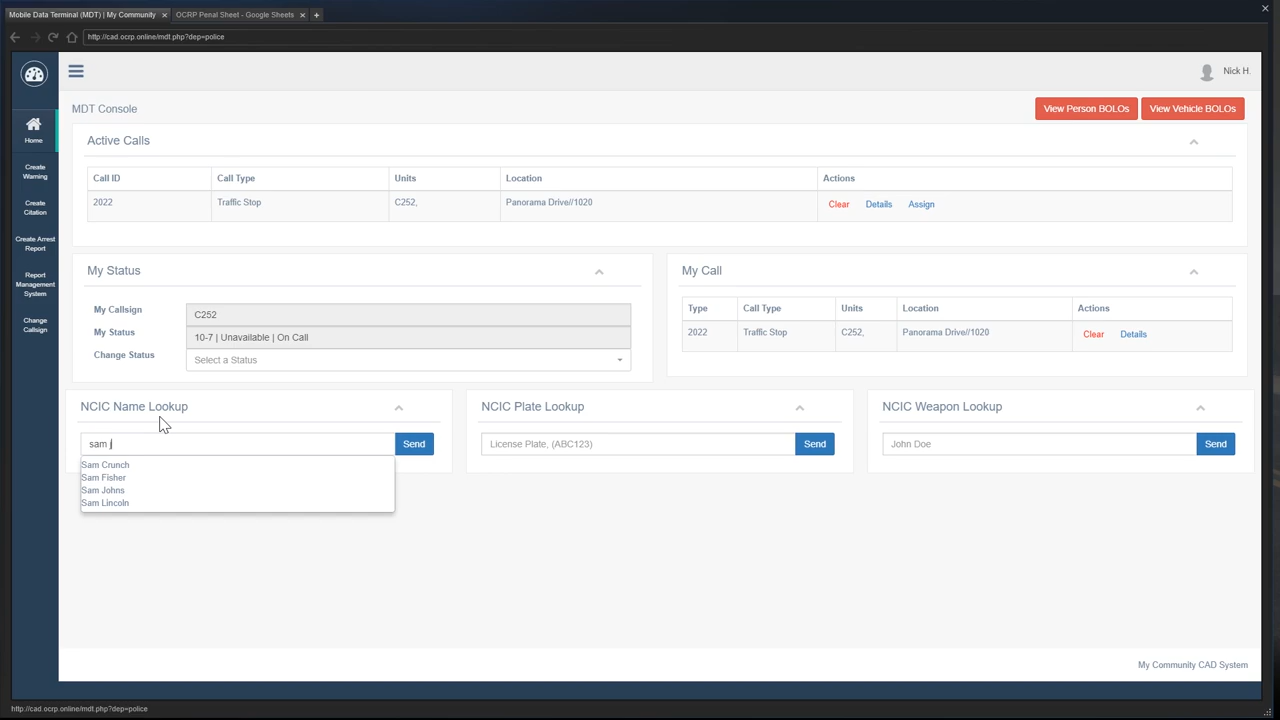 Mobile Data Terminal (MDT) | My Community
OCRP Penal Sheet - Google Sheets
http://cad.ocrp.online/mdt.php?dep=police
Nick H.
MDT Console
View Person BOLOs
View Vehicle BOLOs
Home
Create
Warning
Create
Citation
Create Arrest
Report
Report
Management
System
Change
Callsign
Active Calls
Call ID Call Type Units Location Actions
2022 Traffic Stop C252, Panorama Drive//1020 Clear Details Assign
My Status
My Callsign C252
My Status 10-7 | Unavailable | On Call
Change Status Select a Status
My Call
Type Call Type Units Location Actions
2022 Traffic Stop C252, Panorama Drive//1020 Clear Details
NCIC Name Lookup
sam j
Send
Sam Crunch
Sam Fisher
Sam Johns
Sam Lincoln
NCIC Plate Lookup
License Plate, (ABC123)
Send
NCIC Weapon Lookup
John Doe
Send
My Community CAD System
http://cad.ocrp.online/mdt.php?dep=police